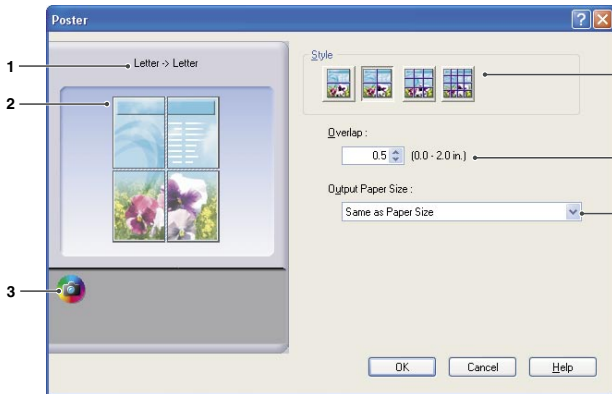 Poster
1
Letter -> Letter
2
3
Style
Overlap :
0.5 (0.0 - 2.0 in.)
Output Paper Size :
Same as Paper Size
OK Cancel Help